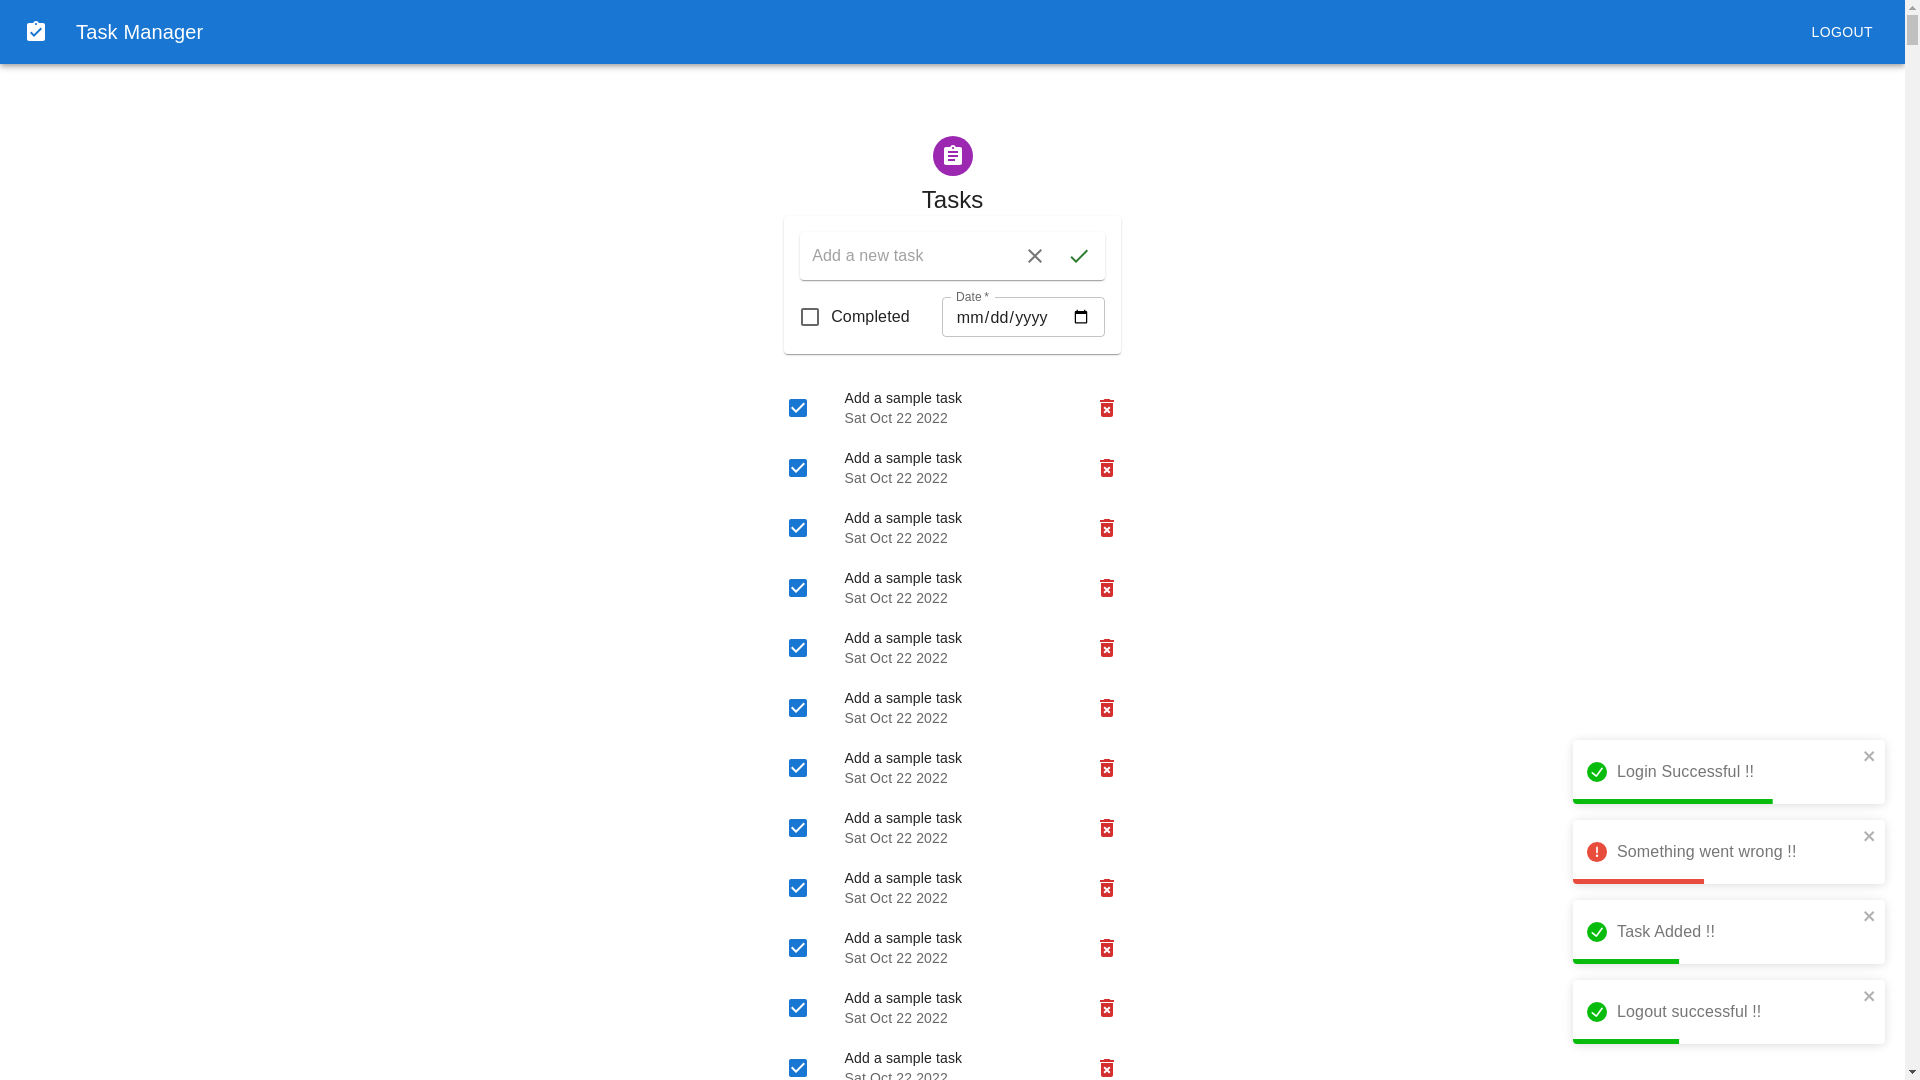 Task Manager
LOGOUT
Tasks
Add a new task
Completed
Date *
mm/dd/yyyy
Add a sample task
Sat Oct 22 2022
Add a sample task
Sat Oct 22 2022
Add a sample task
Sat Oct 22 2022
Add a sample task
Sat Oct 22 2022
Add a sample task
Sat Oct 22 2022
Add a sample task
Sat Oct 22 2022
Add a sample task
Sat Oct 22 2022
Add a sample task
Sat Oct 22 2022
Add a sample task
Sat Oct 22 2022
Add a sample task
Sat Oct 22 2022
Add a sample task
Sat Oct 22 2022
Add a sample task
Sat Oct 22 2022
Login Successful !!
Something went wrong !!
Task Added !!
Logout successful !!